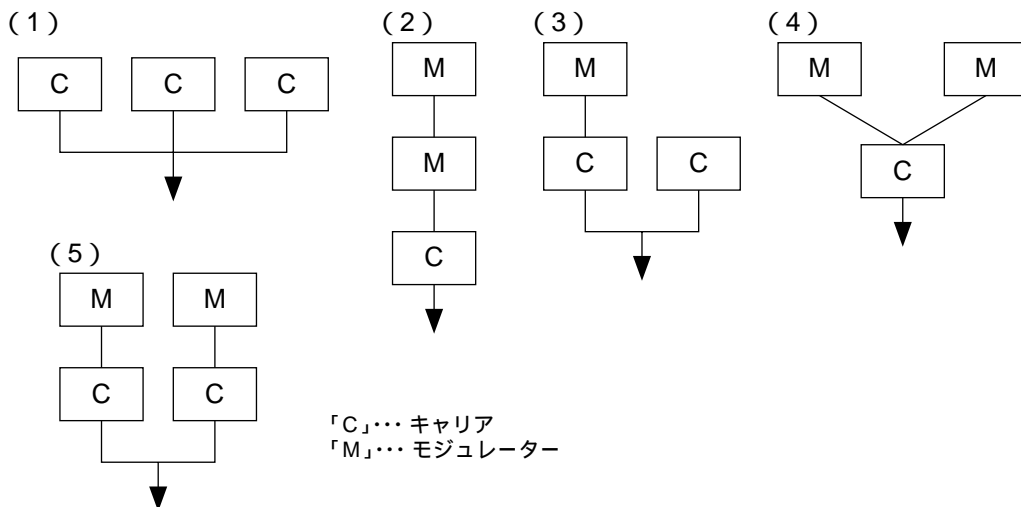 (1)
C C C
(2)
M
M
C
(3)
M
C C
(4)
M M
C
(5)
M M
C C
「C」・・・ キャリア
「M」・・・ モジュレーター